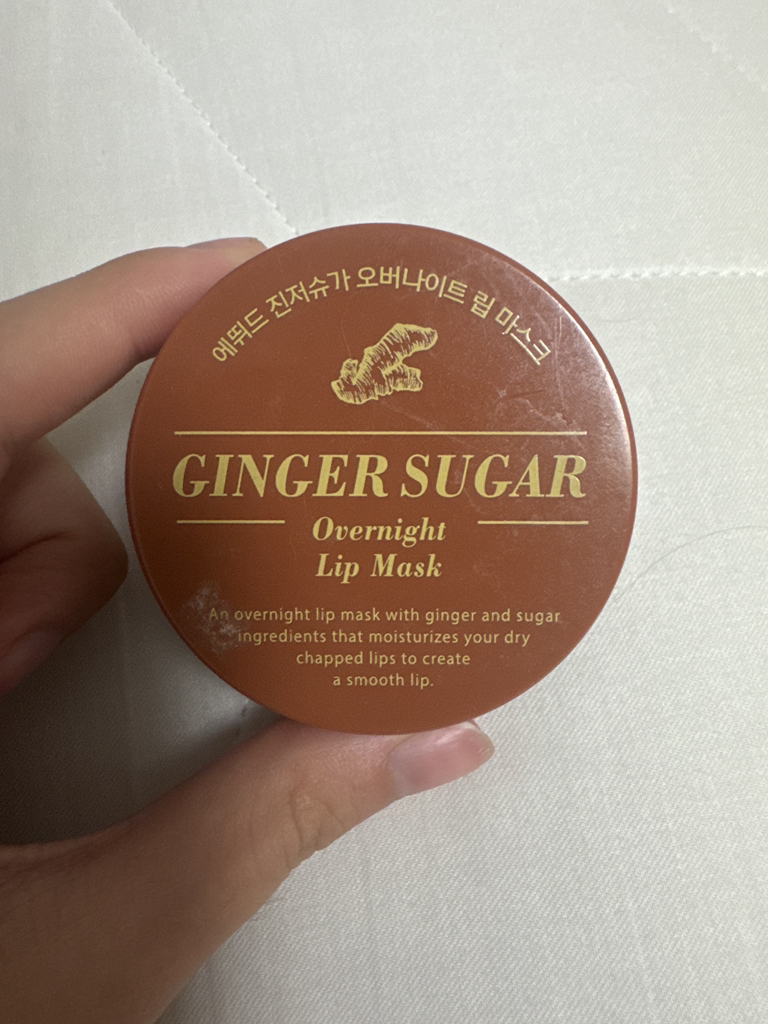 에뛰드 진저슈가 오버나이트 립 마스크
GINGER SUGAR
Overnight
Lip Mask
An overnight lip mask with ginger and sugar
ingredients that moisturizes your dry
chapped lips to create
a smooth lip.